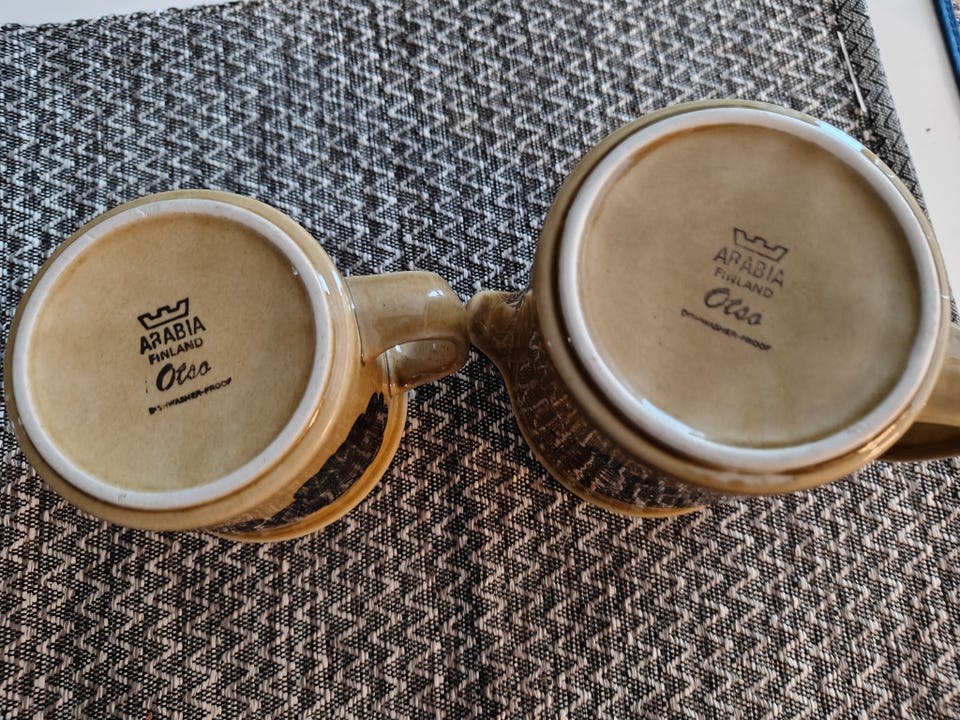 ARABIA
FINLAND
Otso
DISHWASHER-PROOF
ARABIA
FINLAND
Otso
DISHWASHER-PROOF